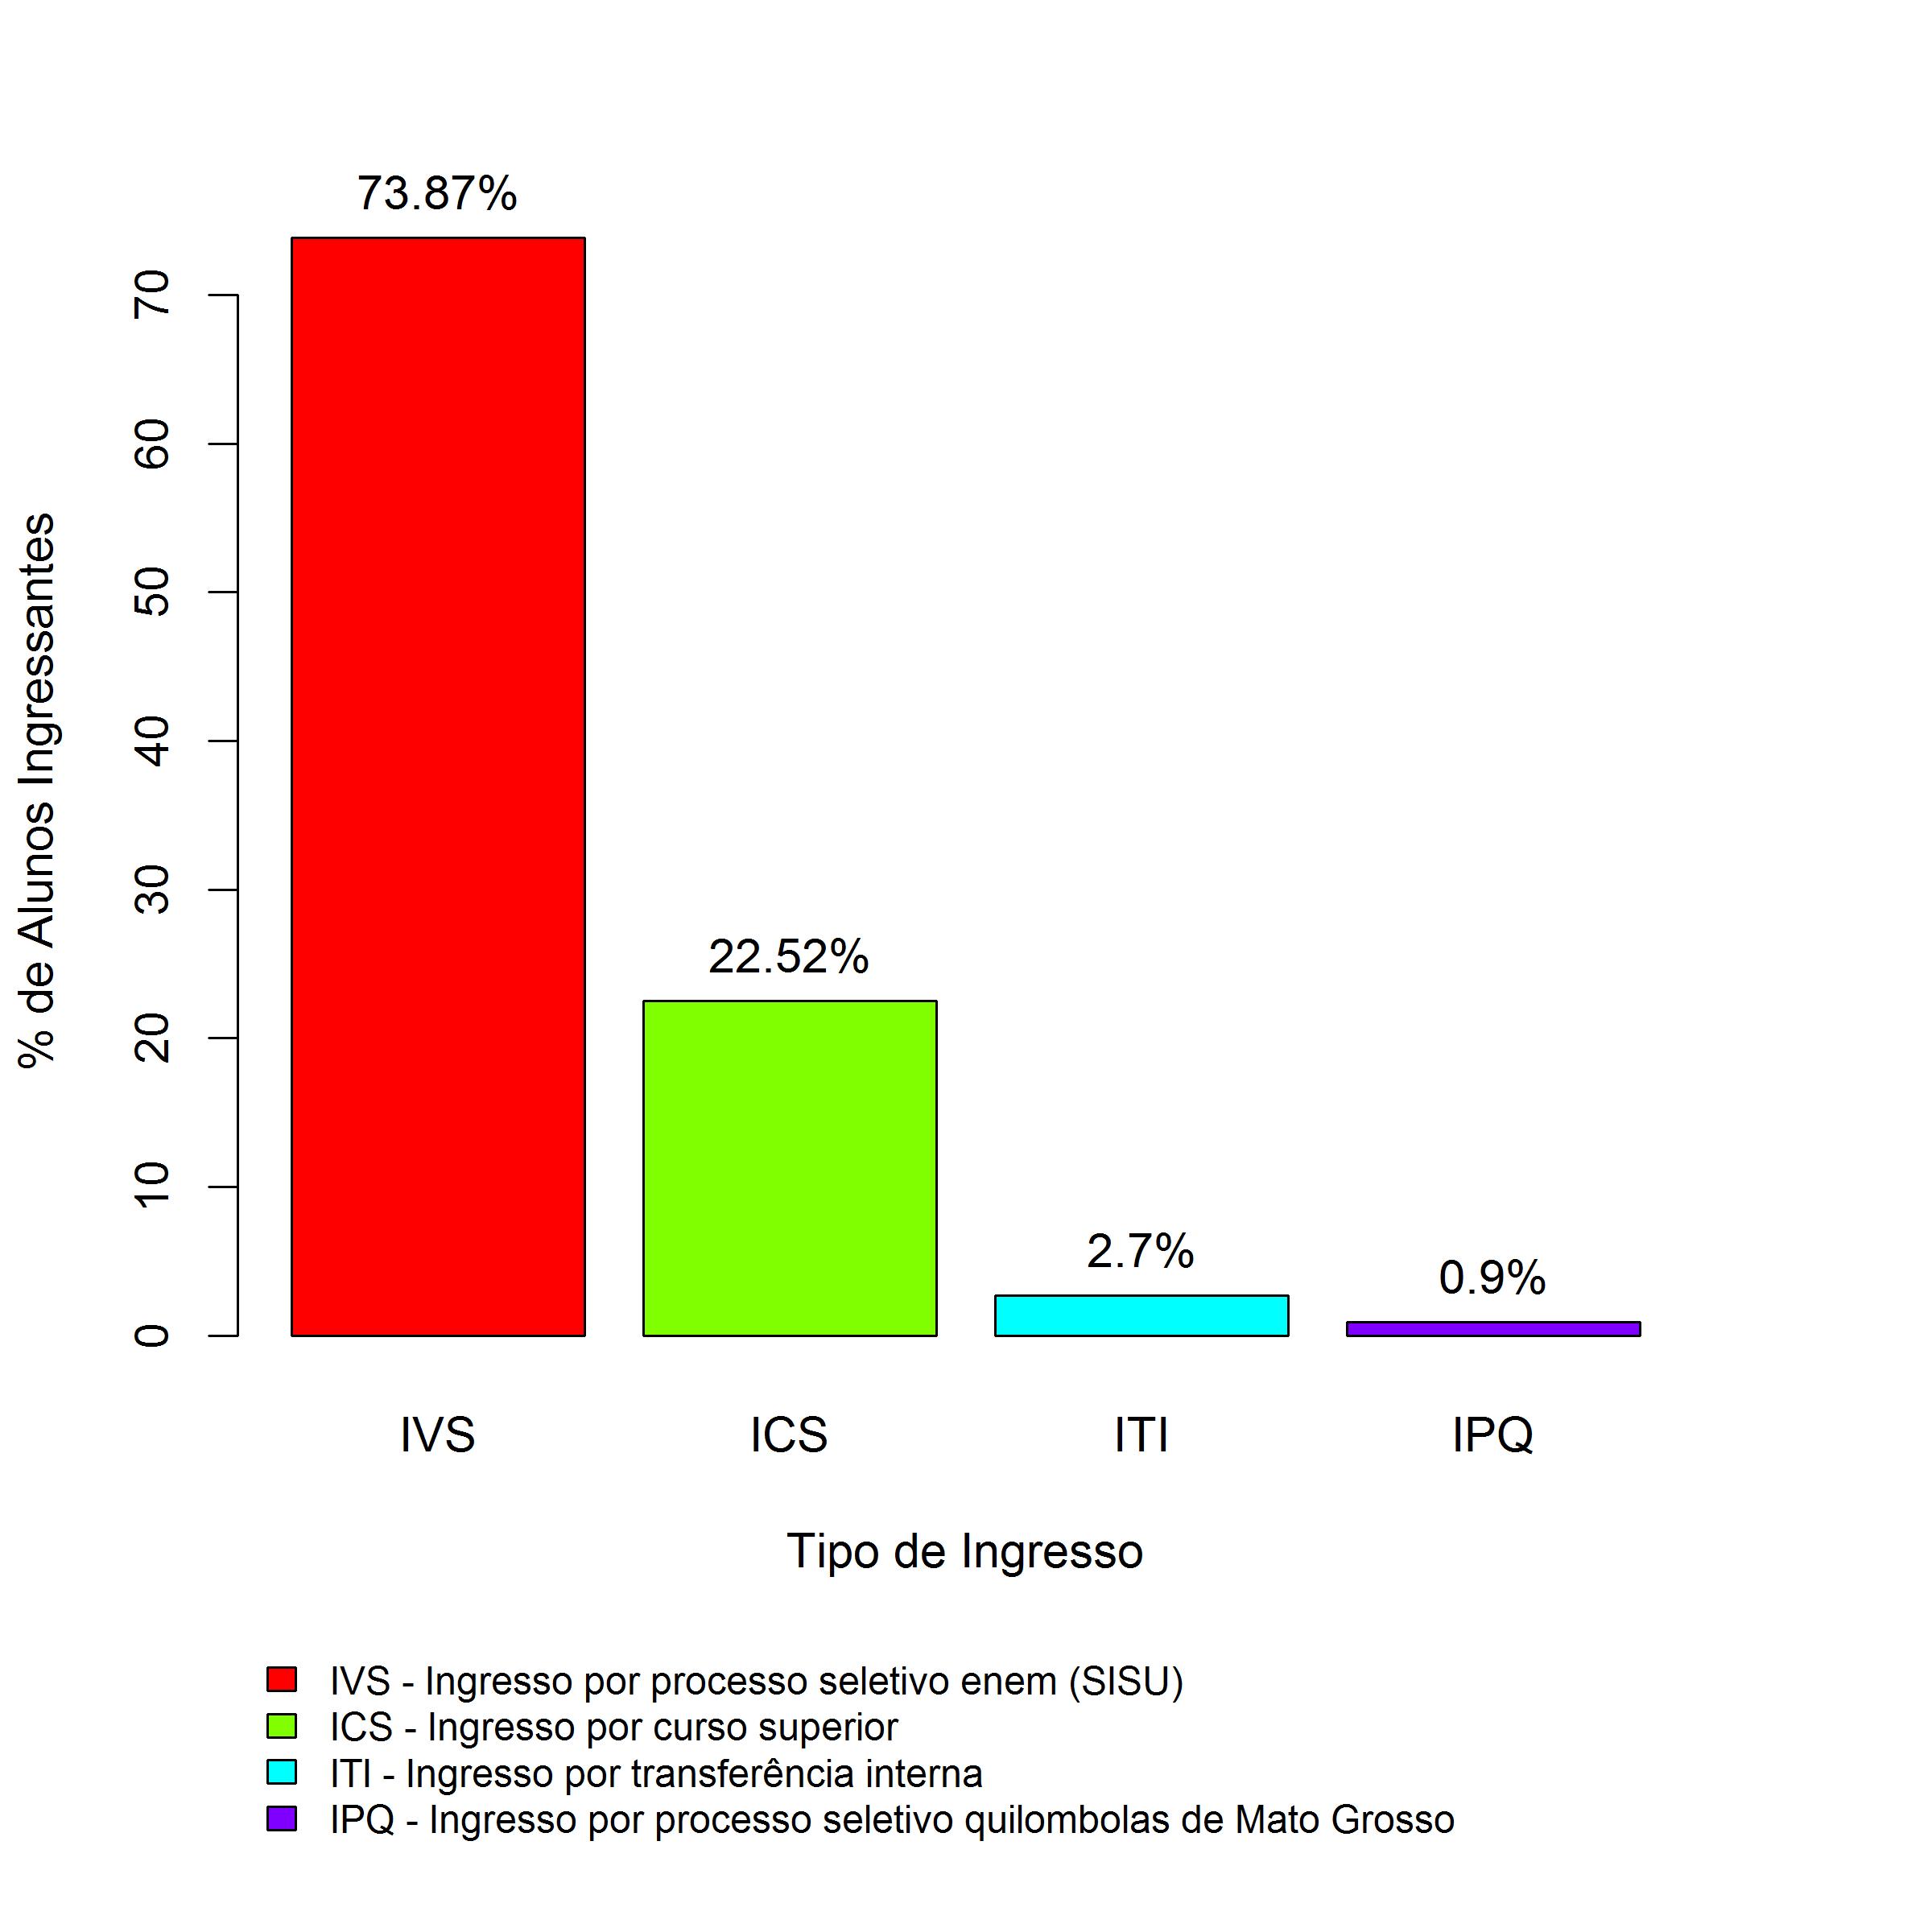 73.87%
22.52%
2.7%
0.9%
% de Alunos Ingressantes
70
60
50
40
30
20
10
0
IVS ICS ITI IPQ
Tipo de Ingresso
IVS - Ingresso por processo seletivo enem (SISU)
ICS - Ingresso por curso superior
ITI - Ingresso por transferência interna
IPQ - Ingresso por processo seletivo quilombolas de Mato Grosso